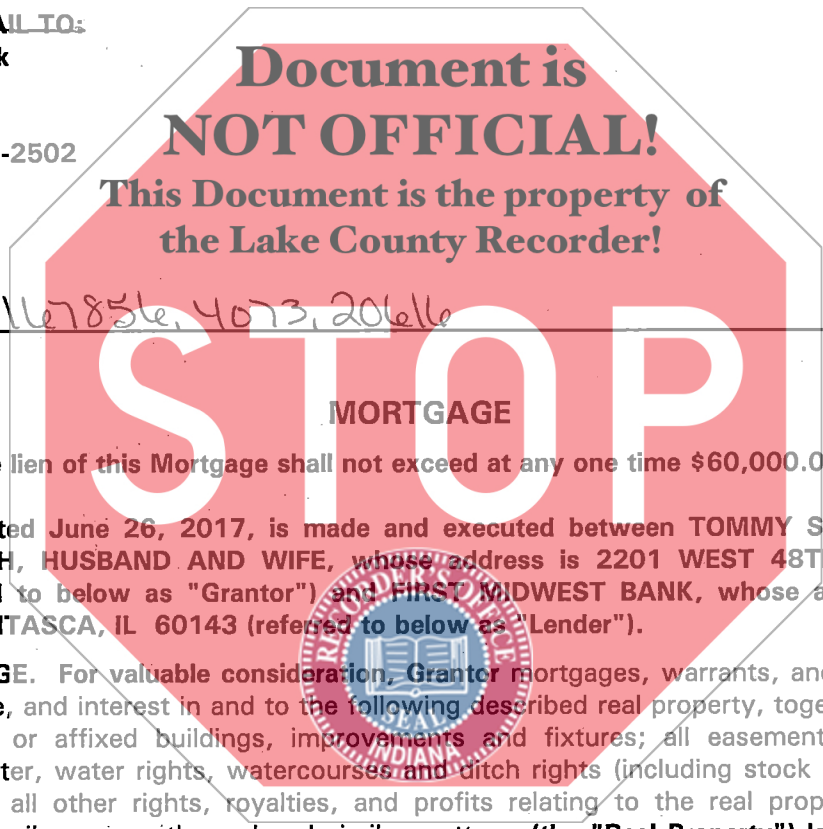 AIL TO:
k
Document is
NOT OFFICIAL!
-2502
This Document is the property of
the Lake County Recorder!
167856, 4073, 20616
STOP
MORTGAGE
lien of this Mortgage shall not exceed at any one time $60,000.0
ted June 26, 2017, is made and executed between TOMMY S
H, HUSBAND AND WIFE, whose address is 2201 WEST 48T
to below as "Grantor") and FIRST MIDWEST BANK, whose a
TASCA, IL 60143 (referred to below as "Lender").
GE. For valuable consideration, Grantor mortgages, warrants, and
e, and interest in and to the following described real property, toge
or affixed buildings, improvements and fixtures; all easement
ter, water rights, watercourses and ditch rights (including stock
all other rights, royalties, and profits relating to the real prop
(the "Real Property") l
RECORDER'S OFFICE
SEAL
INDIANA